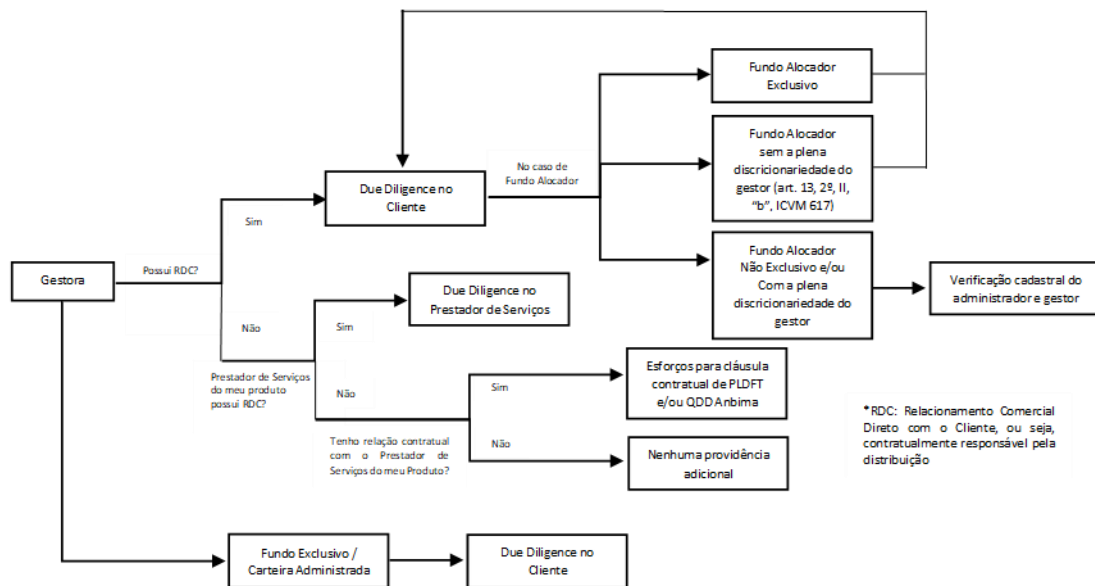 Fundo Alocador
Exclusivo
Fundo Alocador
sem a plena
discricionariedade do
gestor (art. 13, 2º, II,
"b", ICVM 617)
No caso de
Fundo Alocador
Due Diligence no
Cliente
Sim
Fundo Alocador
Não Exclusivo e/ou
Com a plena
discricionariedade do
gestor
Verificação cadastral do
administrador e gestor
Gestora
Possui RDC?
Due Diligence no
Prestador de Serviços
Não
Sim
Prestador de Serviços
do meu produto
possui RDC?
Não
Sim
Esforços para cláusula
contratual de PLDFT
e/ou QDD Anbima
*RDC: Relacionamento Comercial
Direto com o Cliente, ou seja,
contratualmente responsável pela
distribuição
Tenho relação contratual
com o Prestador de
Serviços do meu Produto?
Não
Nenhuma providência
adicional
Fundo Exclusivo /
Carteira Administrada
Due Diligence no
Cliente